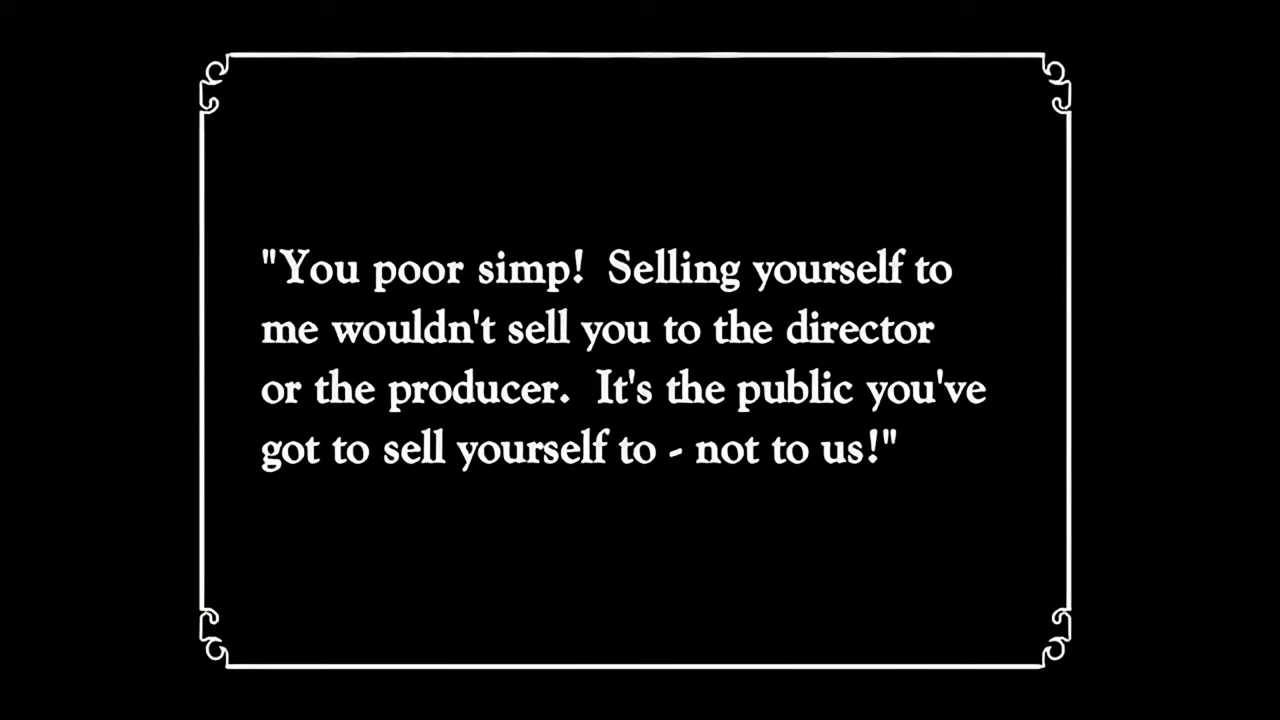 "You poor simp!  Selling yourself to
me wouldn't sell you to the director
or the producer.  It's the public you've
got to sell yourself to - not to us!"